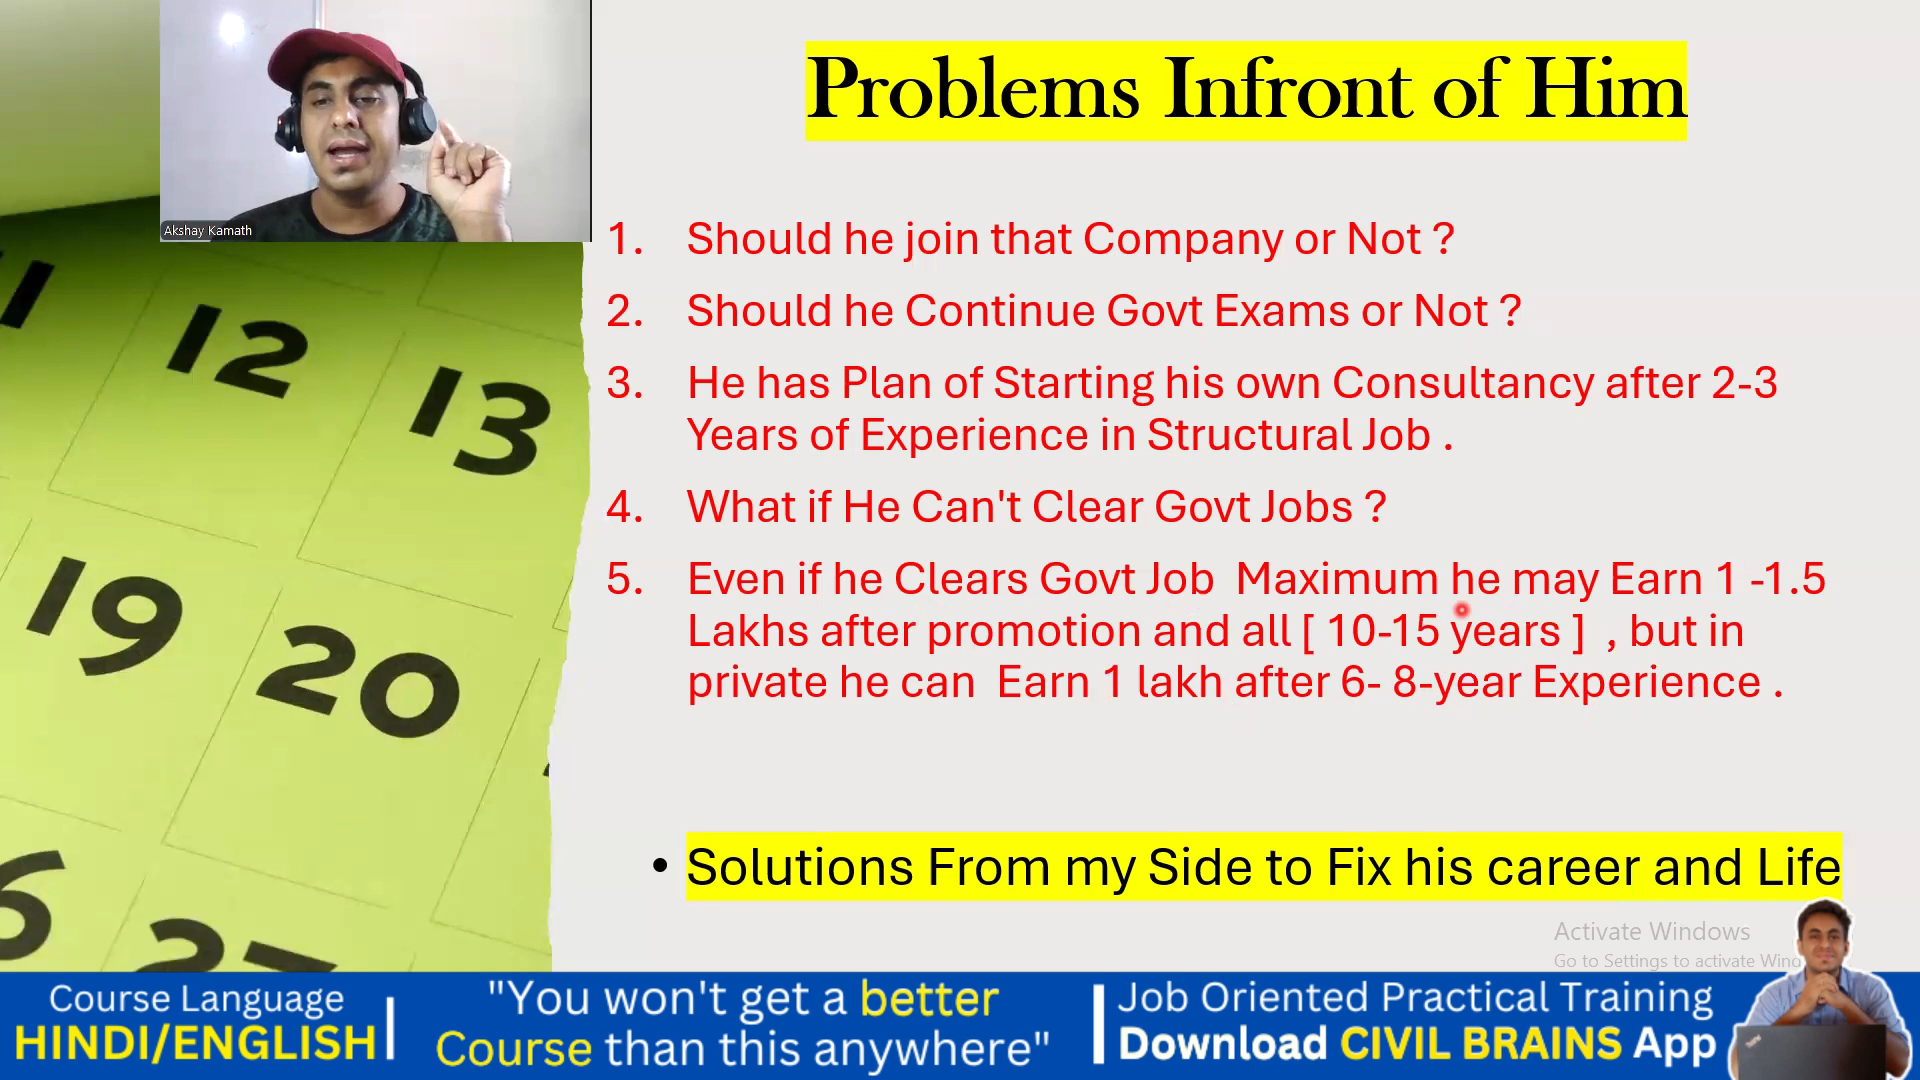 Problems Infront of Him
Akshay Kamath
1. Should he join that Company or Not ?
2. Should he Continue Govt Exams or Not ?
3. He has Plan of Starting his own Consultancy after 2-3
Years of Experience in Structural Job .
4. What if He Can't Clear Govt Jobs ?
5. Even if he Clears Govt Job Maximum he may Earn 1 -1.5
Lakhs after promotion and all [ 10-15 years ] , but in
private he can Earn 1 lakh after 6- 8-year Experience .
• Solutions From my Side to Fix his career and Life
11
12
13
19
20
Activate Windows
Go to Settings to activate Wind
Course Language
HINDI/ENGLISH
"You won't get a better
Course than this anywhere"
Job Oriented Practical Training
Download CIVIL BRAINS App